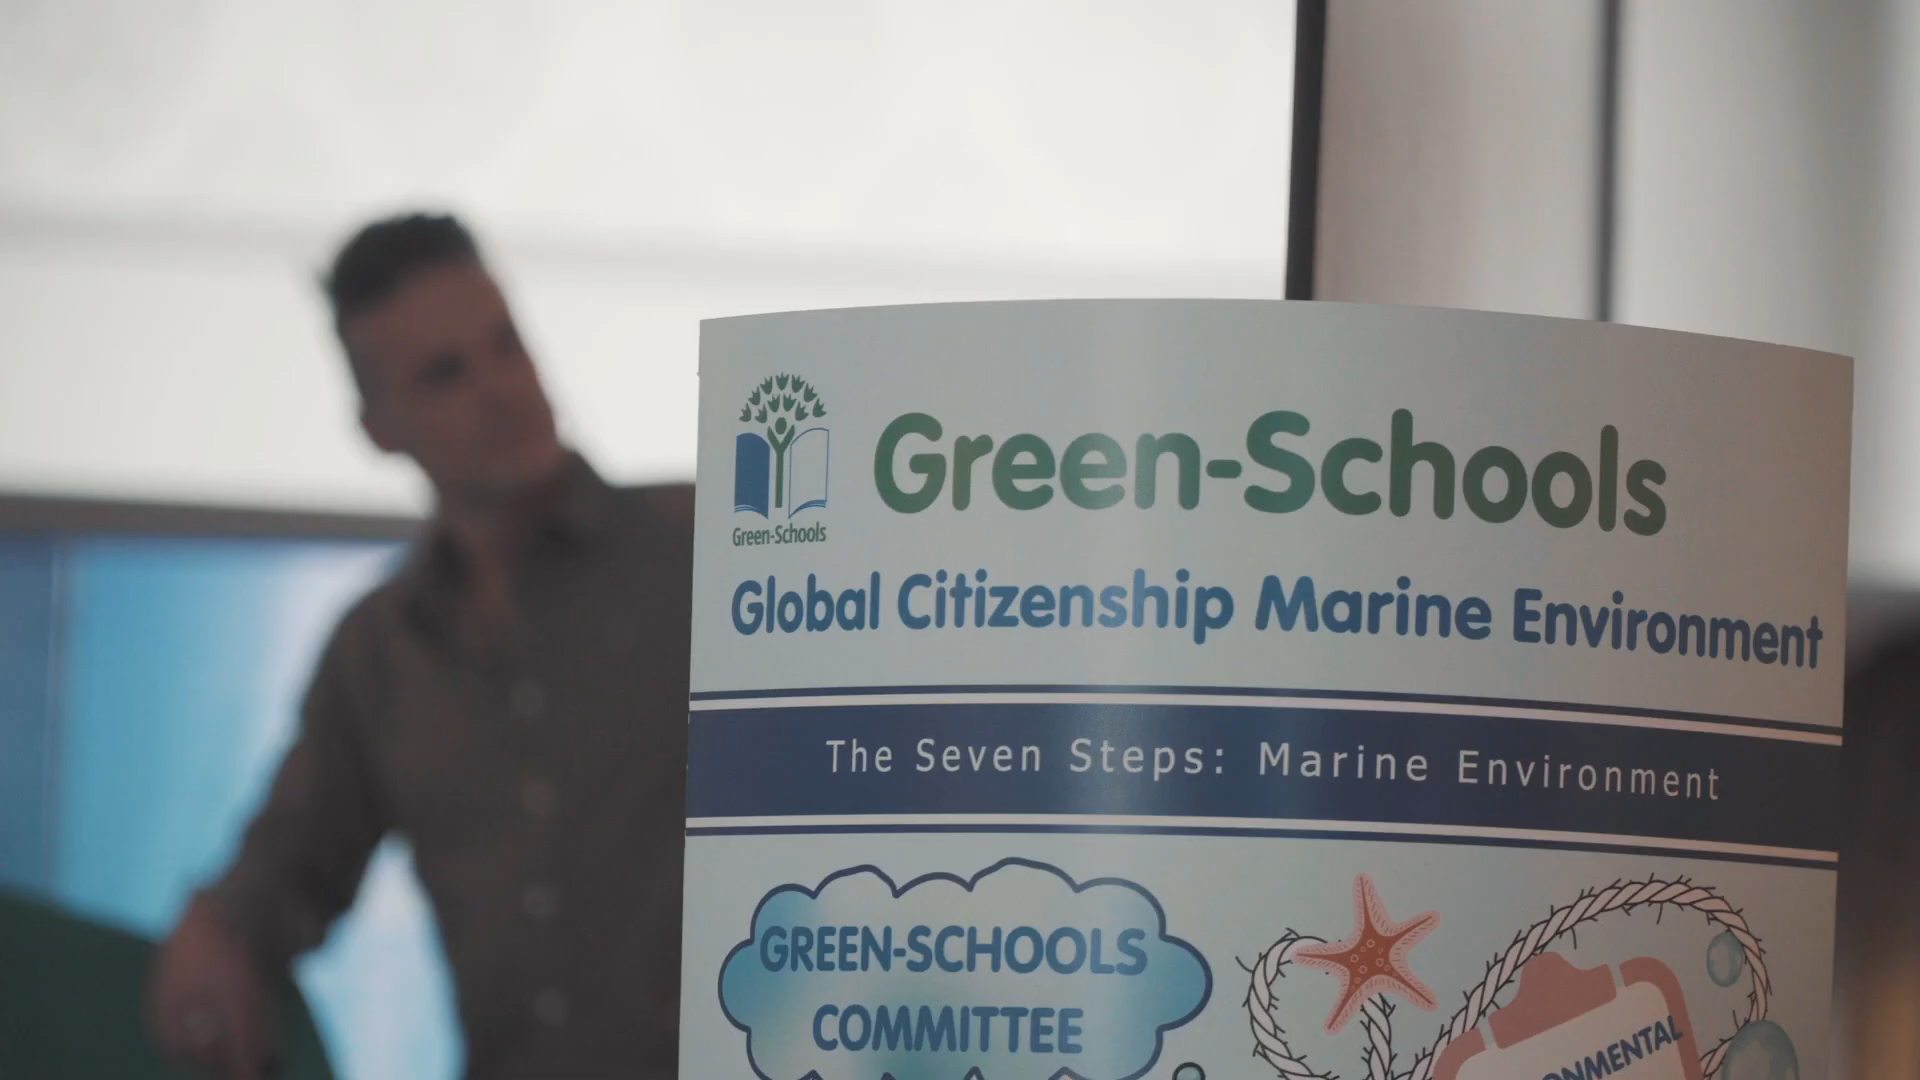 Green-Schools
Green-Schools
Global Citizenship Marine Environment
The Seven Steps: Marine Environment
GREEN-SCHOOLS
COMMITTEE